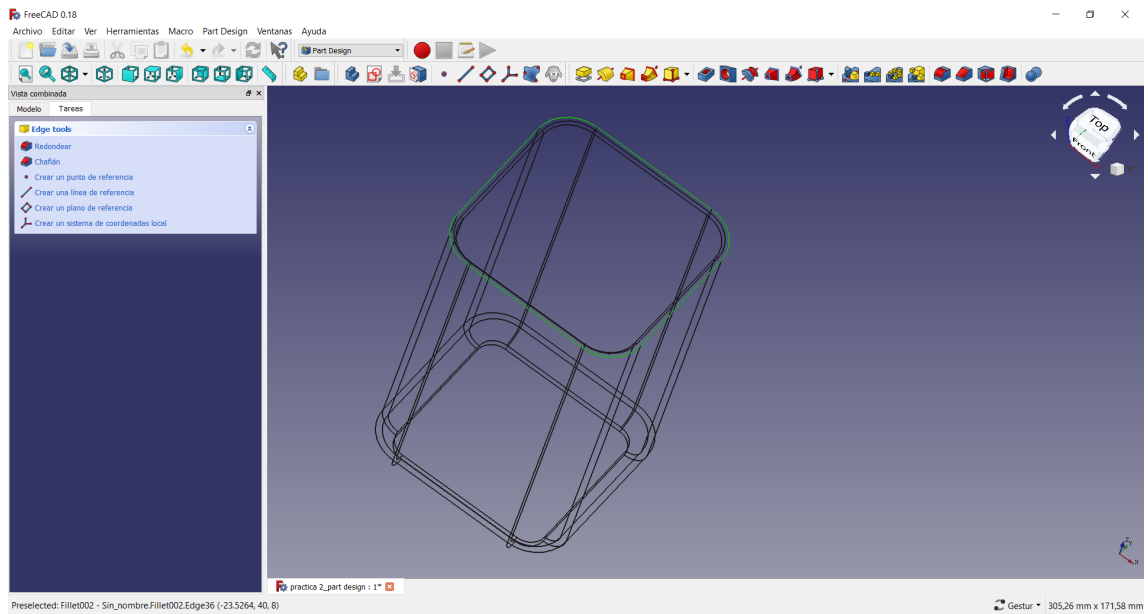 FreeCAD 0.18
Archivo Editar Ver Herramientas Macro Part Design Ventanas Ayuda
Part Design
Vista combinada
Modelo Tareas
Edge tools
Redondear
Chaflán
Crear un punto de referencia
Crear una línea de referencia
Crear un plano de referencia
Crear un sistema de coordenadas local
Top
Front
Z Y
X
practica 2_part design : 1*
Preselected: Fillet002 - Sin_nombre.Fillet002.Edge36 (-23.5264, 40, 8)
Gestur
305,26 mm x 171,58 mm